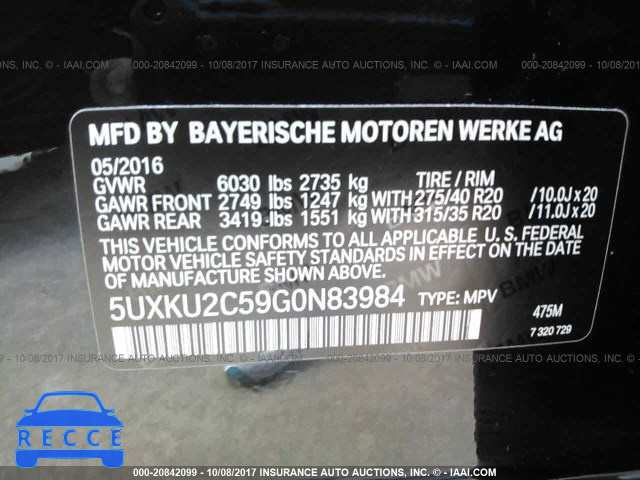 000-20842099 - 10/08/2017 INSURANCE AUTO AUCTIONS, INC. © - IAAI.COM
MFD BY BAYERISCHE MOTOREN WERKE AG
05/2016
GVWR 6030 lbs 2735 kg TIRE / RIM
GAWR FRONT 2749 lbs 1247 kg WITH 275/40 R20 /10.0J x 20
GAWR REAR 3419 lbs 1551 kg WITH 315/35 R20 /11.0J x 20
THIS VEHICLE CONFORMS TO ALL APPLICABLE U.S. FEDERAL
MOTOR VEHICLE SAFETY STANDARDS IN EFFECT ON THE DATE
OF MANUFACTURE SHOWN ABOVE.
5UXKU2C59G0N83984 TYPE: MPV 475M
7 320 729
BMW
000-20842099 - 10/08/2017 INSURANCE AUTO AUCTIONS, INC. © - IAAI.COM
RECCE
000-20842099 - 10/08/2017 INSURANCE AUTO AUCTIONS, INC. © - IAAI.COM